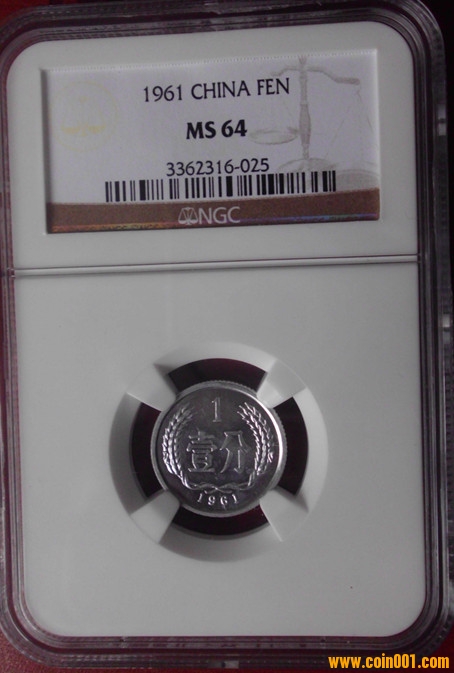 1961 CHINA FEN
MS 64
3362316-025
NGC
1
壹分
1961
www.coin001.com